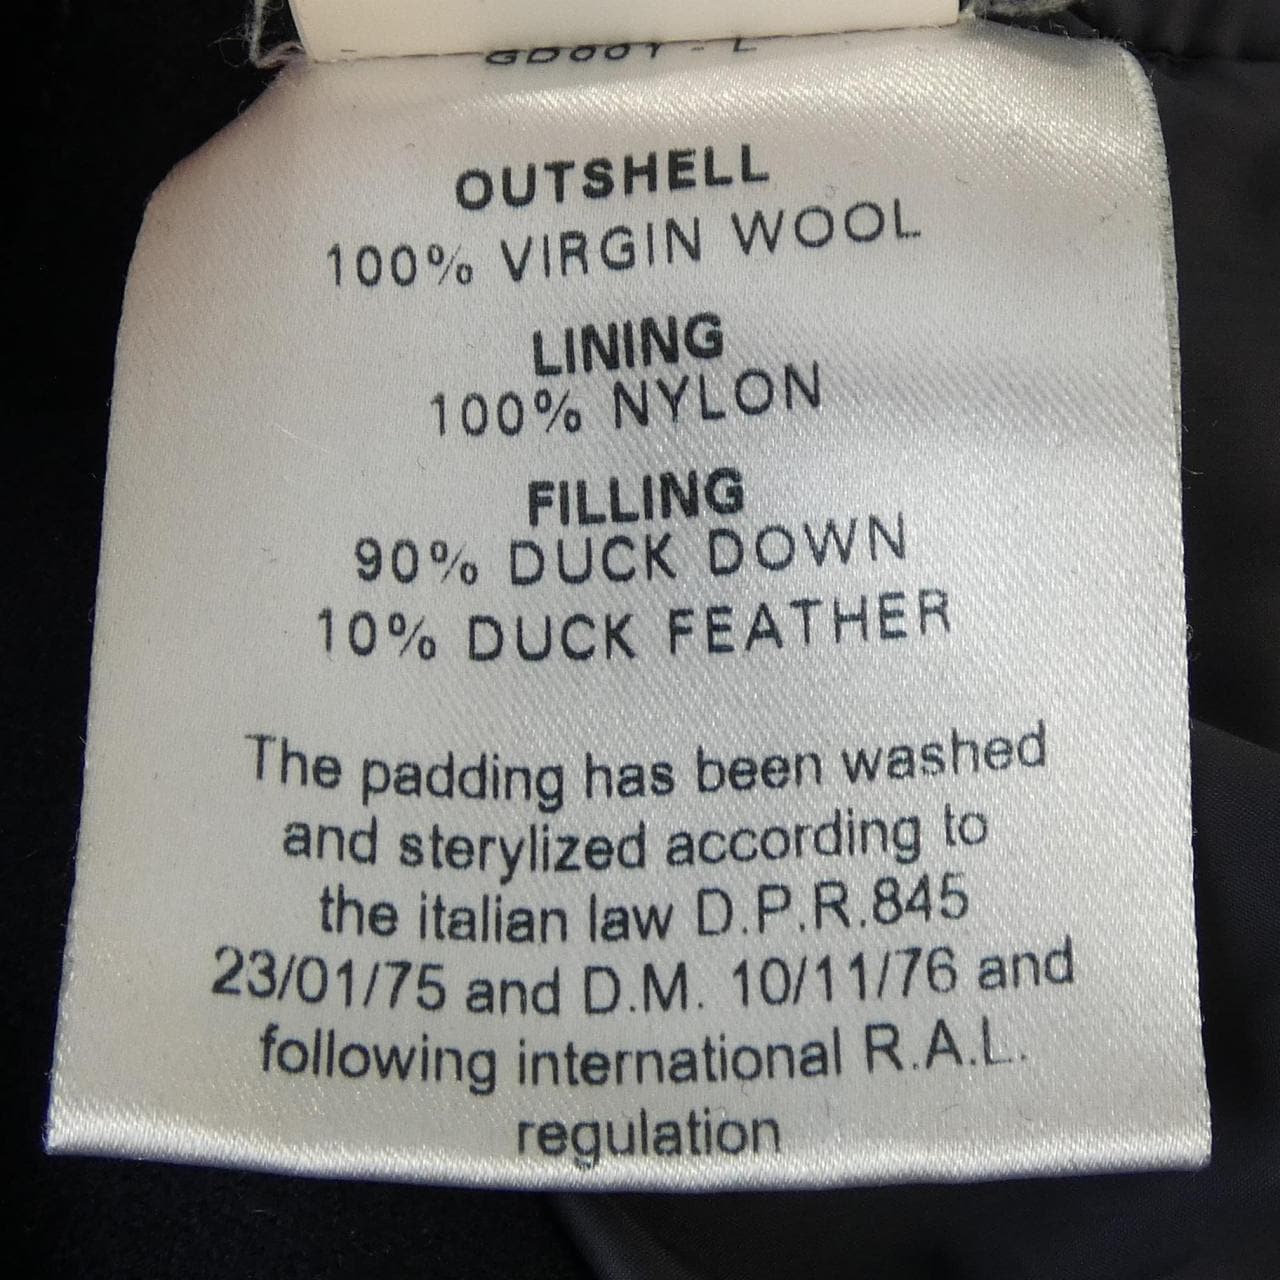 OUTSHELL
100% VIRGIN WOOL
LINING
100% NYLON
FILLING
90% DUCK DOWN
10% DUCK FEATHER
The padding has been washed
and sterylized according to
the italian law D.P.R.845
23/01/75 and D.M. 10/11/76 and
following international R.A.L.
regulation